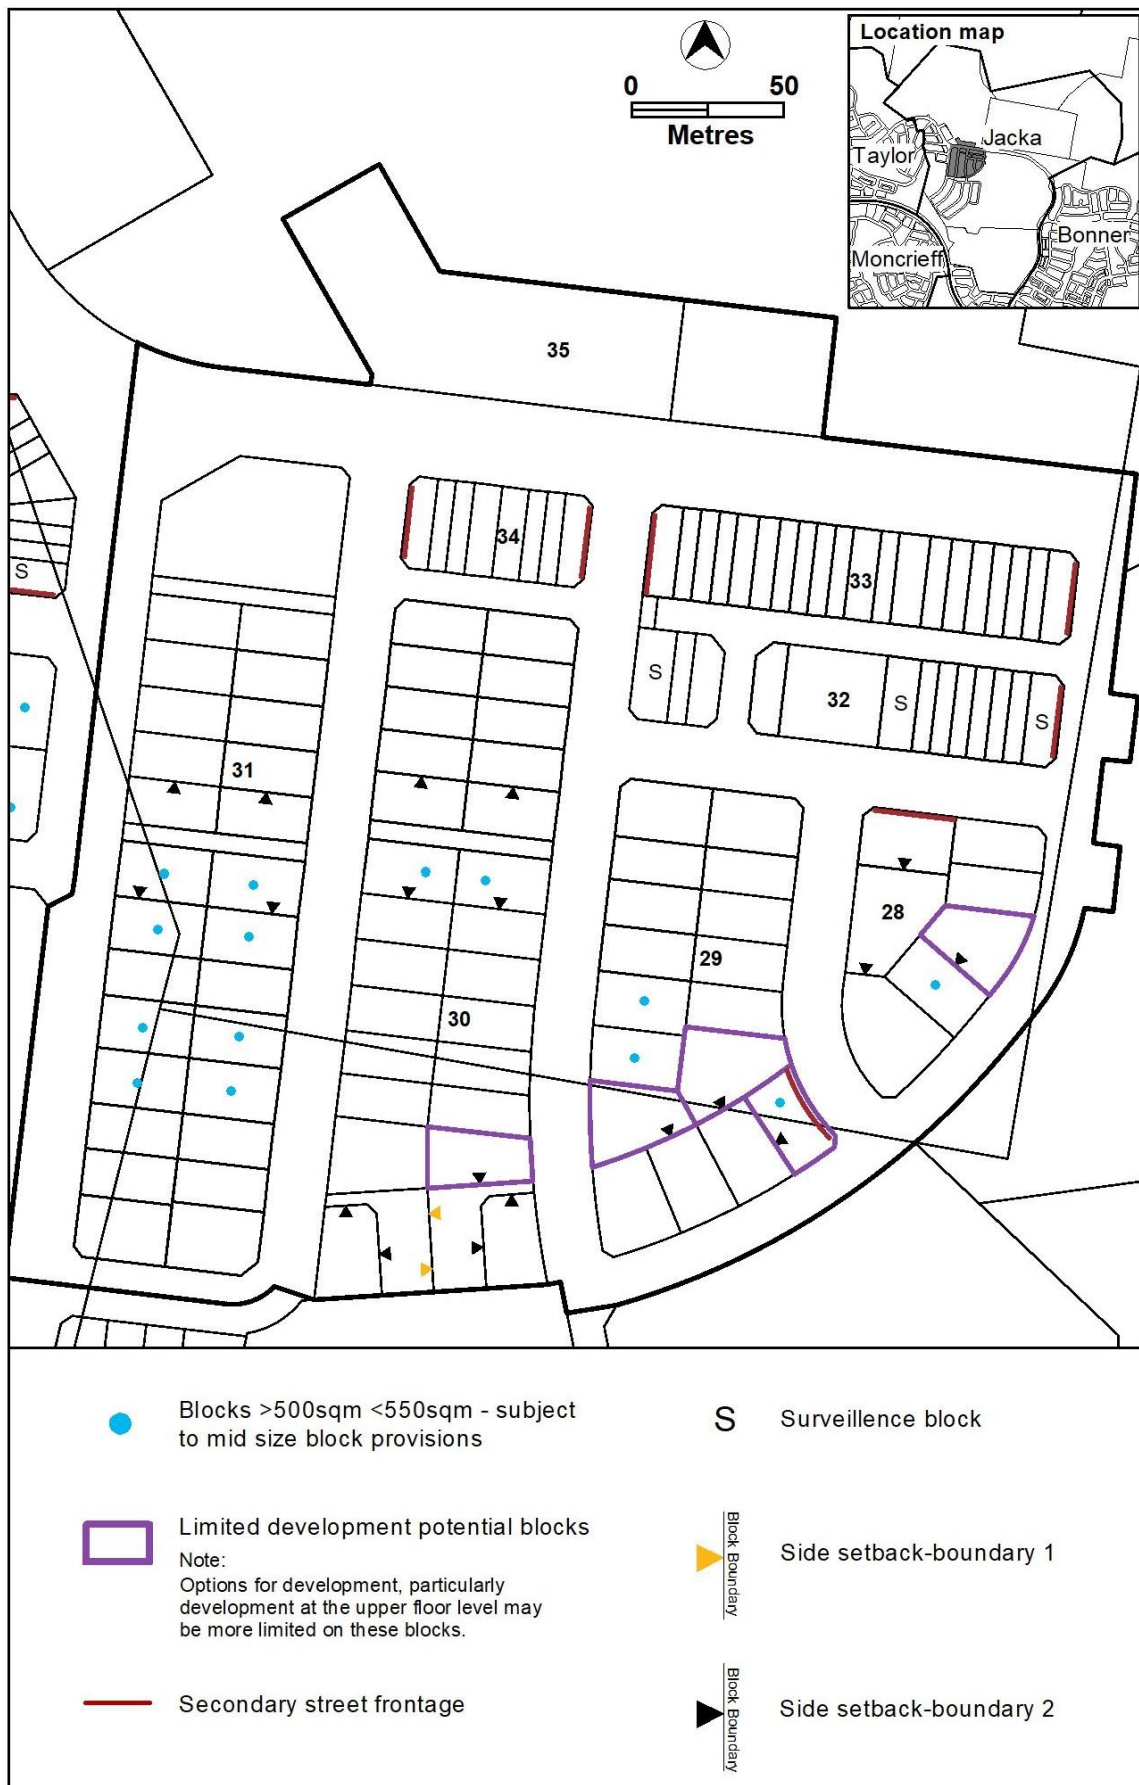 Location map
0 50
Metres
Jacka
Taylor
Bonner
Moncrieff
35
34
33
S
S
32
S
S
31
28
29
30
Blocks >500sqm <550sqm - subject
to mid size block provisions
Limited development potential blocks
Note:
Options for development, particularly
development at the upper floor level may
be more limited on these blocks.
Secondary street frontage
S
Surveillence block
Block Boundary
Side setback-boundary 1
Block Boundary
Side setback-boundary 2